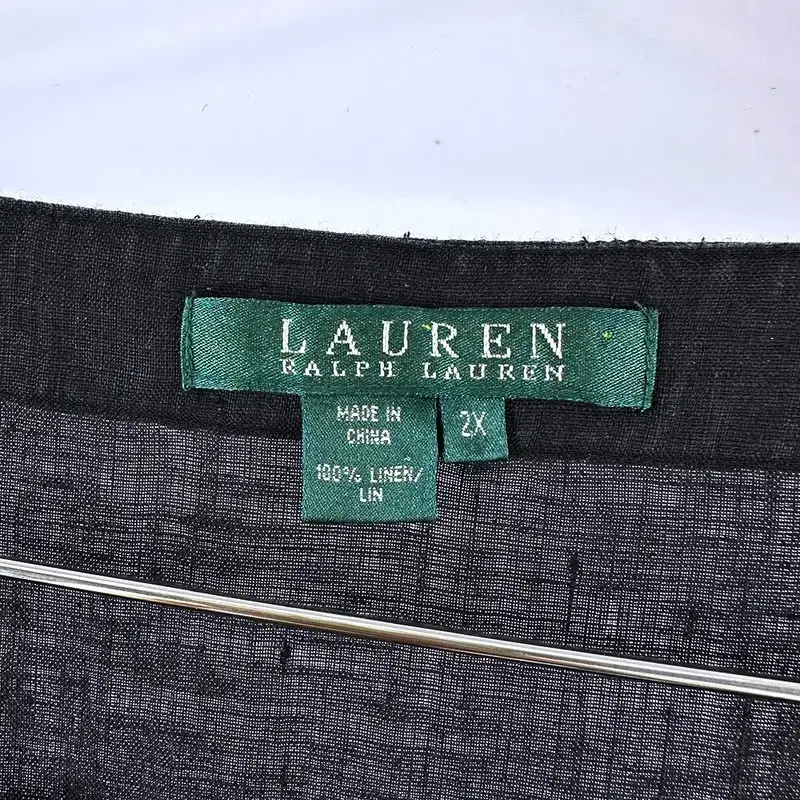 LAUREN
RALPH LAUREN
MADE IN
CHINA
100% LINEN/
LIN
2X